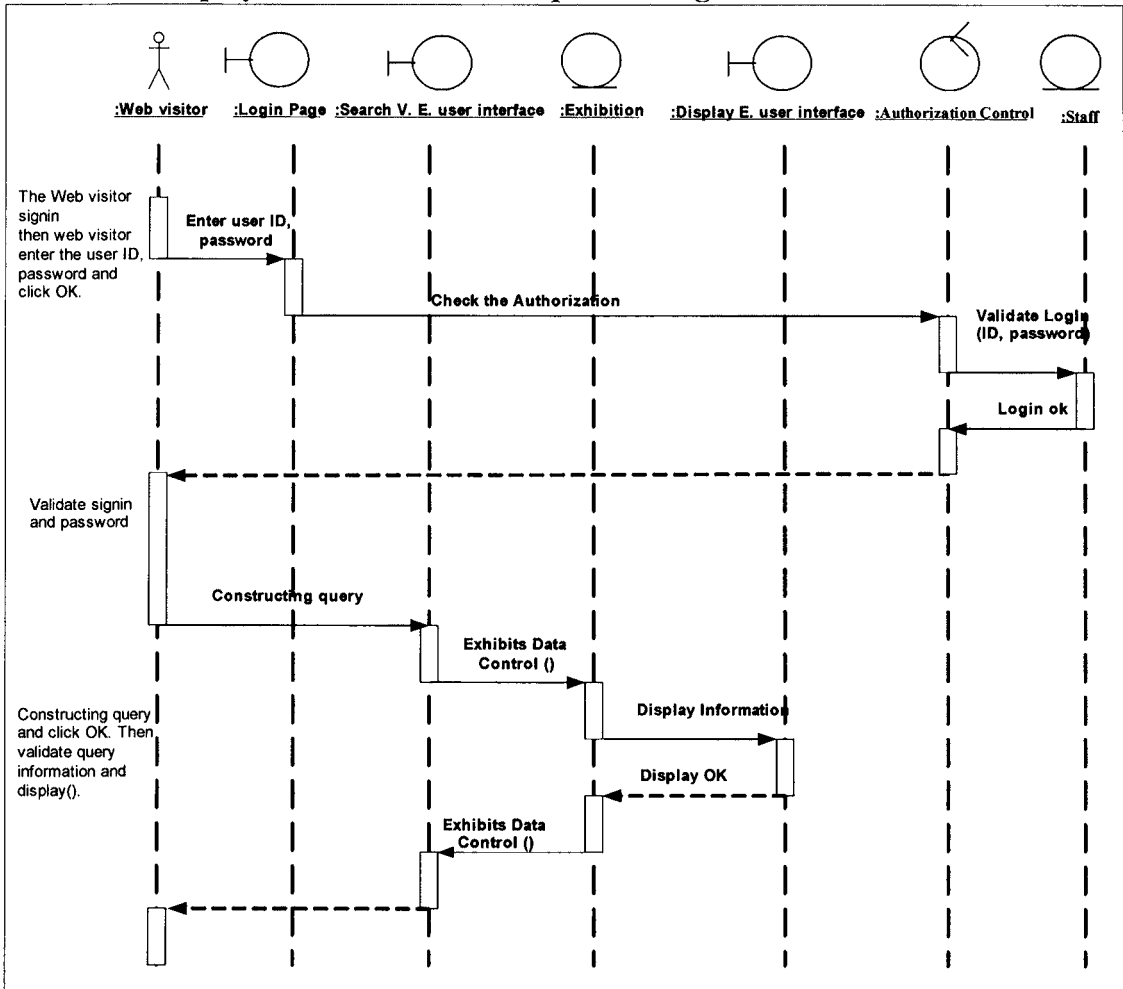 :Web visitor :Login Page :Search V. E. user interface :Exhibition :Display E. user interface :Authorization Control :Staff
The Web visitor
signin
then web visitor
enter the user ID,
password and
click OK.
Enter user ID,
password
Check the Authorization
Validate Login
(ID, password)
Login ok
Validate signin
and password
Constructing query
Exhibits Data
Control ()
Constructing query
and click OK. Then
validate query
information and
display().
Display Information
Display OK
Exhibits Data
Control ()